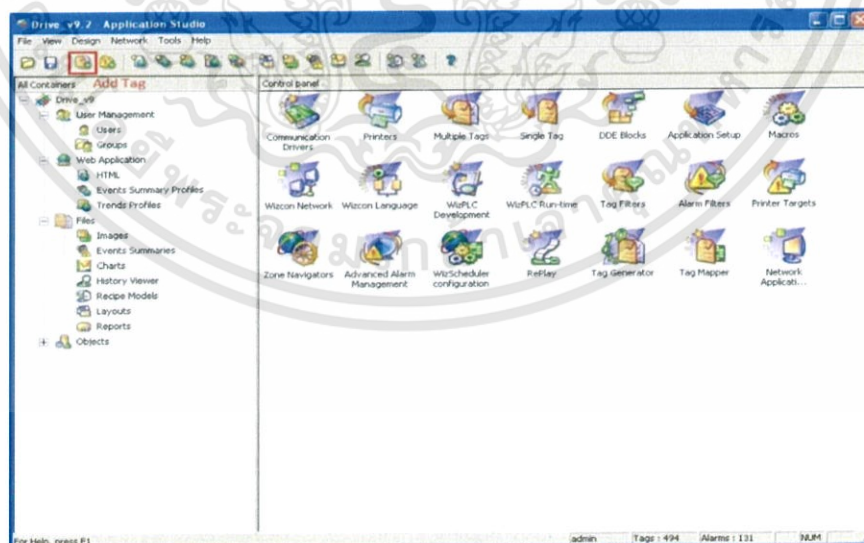 Drive_v9.2 Application Studio
File View Design Network Tools Help
All Containers Add Tag
Control panel
Drive_v9
User Management
Users
Groups
Web Application
HTML
Events Summary Profiles
Trends Profiles
Files
Images
Events Summaries
Charts
History Viewer
Recipe Models
Layouts
Reports
Objects
Communication Drivers
Printers
Multiple Tags
Single Tag
DDE Blocks
Application Setup
Macros
Wizcon Network
Wizcon Language
WizPLC Development
WizPLC Run-time
Tag Filters
Alarm Filters
Printer Targets
Zone Navigators
Advanced Alarm Management
WizScheduler configuration
RePlay
Tag Generator
Tag Mapper
Network Applicati...
For Help, press F1
admin
Tags : 494
Alarms : 131
NUM